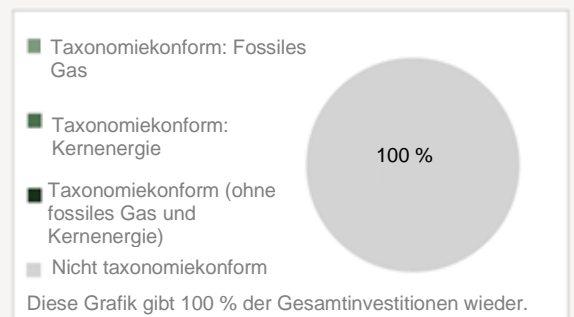 Taxonomiekonform: Fossiles
Gas
Taxonomiekonform:
Kernenergie
Taxonomiekonform (ohne
fossiles Gas und
Kernenergie)
Nicht taxonomiekonform
100 %
Diese Grafik gibt 100 % der Gesamtinvestitionen wieder.